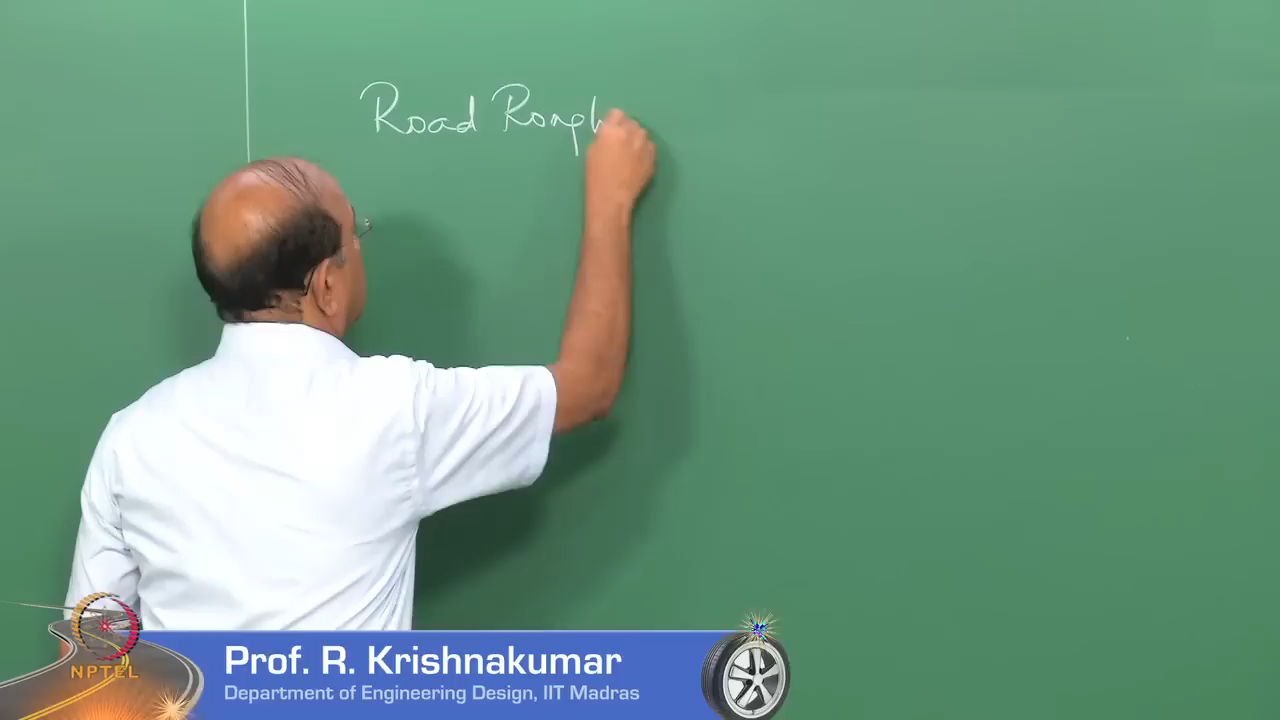 Road Rough
NPTEL
Prof. R. Krishnakumar
Department of Engineering Design, IIT Madras